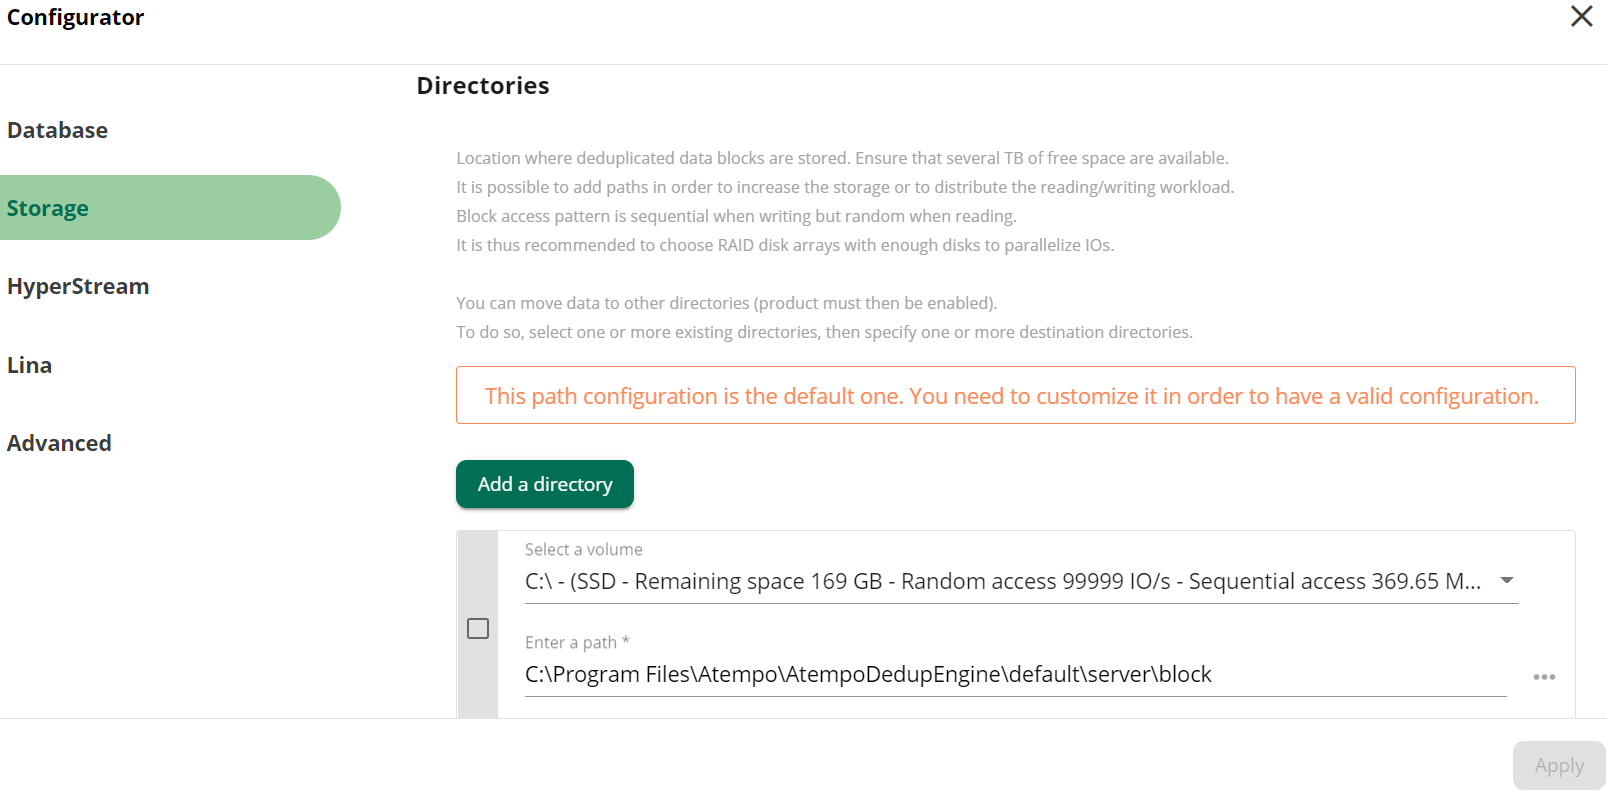 Configurator
Directories
Database
Storage
HyperStream
Lina
Advanced
Location where deduplicated data blocks are stored. Ensure that several TB of free space are available.
It is possible to add paths in order to increase the storage or to distribute the reading/writing workload.
Block access pattern is sequential when writing but random when reading.
It is thus recommended to choose RAID disk arrays with enough disks to parallelize IOs.
You can move data to other directories (product must then be enabled).
To do so, select one or more existing directories, then specify one or more destination directories.
This path configuration is the default one. You need to customize it in order to have a valid configuration.
Add a directory
Select a volume
C:\ - (SSD - Remaining space 169 GB - Random access 99999 IO/s - Sequential access 369.65 M...
Enter a path *
C:\Program Files\Atempo\AtempoDedupEngine\default\server\block
Apply